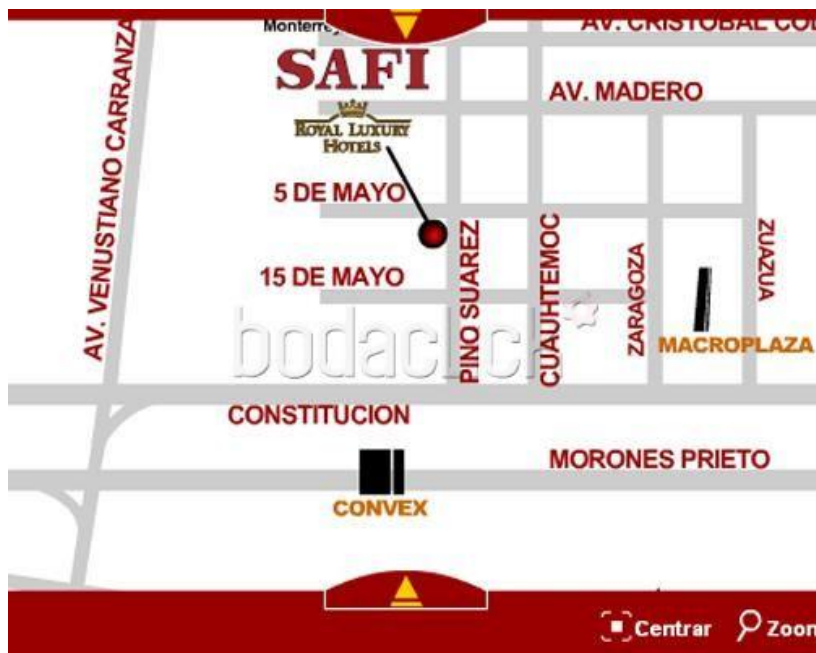 Monterrey
AV. CRISTOBAL COL
SAFI
AV. MADERO
ROYAL LUXURY
HOTELS
AV. VENUSTIANO CARRANZA
5 DE MAYO
15 DE MAYO
PINO SUAREZ
CUAUHTEMOC
ZARAGOZA
ZUAZUA
MACROPLAZA
bodaclick
CONSTITUCION
MORONES PRIETO
CONVEX
Centrar
Zoom